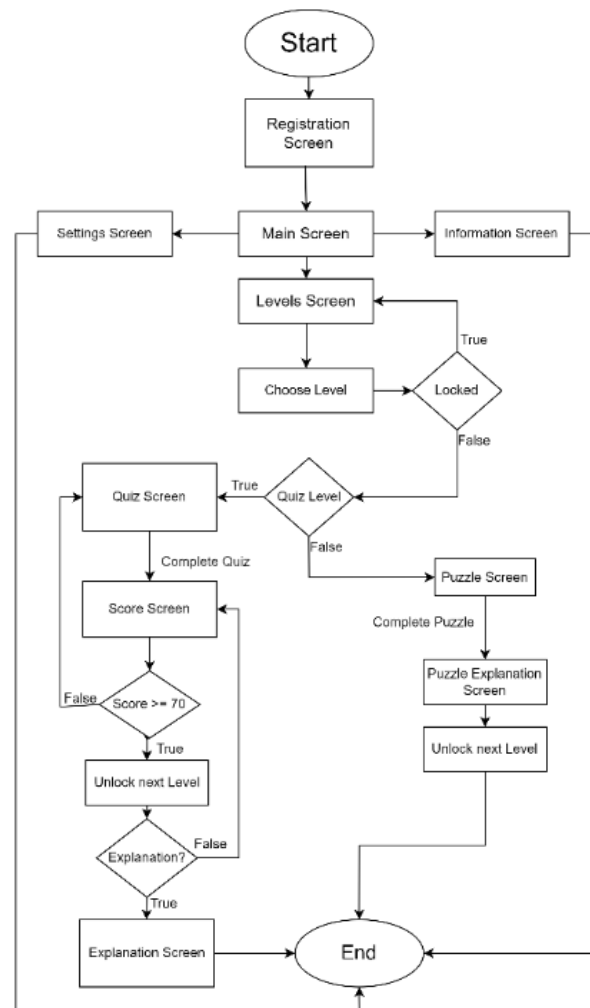 Start
Registration
Screen
Settings Screen
Main Screen
Information Screen
Levels Screen
True
Choose Level
Locked
False
Quiz Screen
True
Quiz Level
False
Complete Quiz
Puzzle Screen
Score Screen
Complete Puzzle
Puzzle Explanation
Screen
False
Score >= 70
True
Unlock next Level
Unlock next Level
False
Explanation?
True
Explanation Screen
End